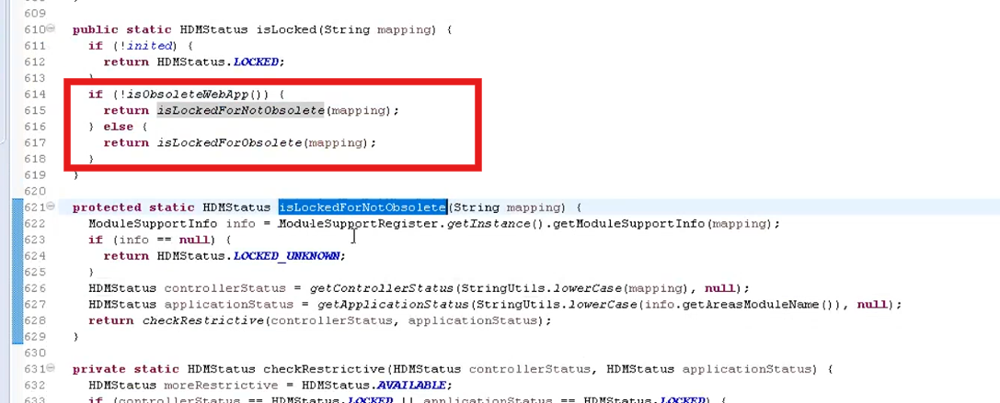 609
610 public static HDMStatus isLocked(String mapping) {
611 if (!inited) {
612 return HDMStatus.LOCKED;
613 }
614 if (!isObsoleteWebApp()) {
615 return isLockedForNotObsolete(mapping);
616 } else {
617 return isLockedForObsolete(mapping);
618 }
619 }
620
621 protected static HDMStatus isLockedForNotObsolete(String mapping) {
622 ModuleSupportInfo info = ModuleSupportRegister.getInstance().getModuleSupportInfo(mapping);
623 if (info == null) {
624 return HDMStatus.LOCKED_UNKNOWN;
625 }
626 HDMStatus controllerStatus = getControllerStatus(StringUtils.lowerCase(mapping), null);
627 HDMStatus applicationStatus = getApplicationStatus(StringUtils.lowerCase(info.getAreasModuleName()), null);
628 return checkRestrictive(controllerStatus, applicationStatus);
629 }
630
631 private static HDMStatus checkRestrictive(HDMStatus controllerStatus, HDMStatus applicationStatus) {
632 HDMStatus moreRestrictive = HDMStatus.AVAILABLE;
633 if (controllerStatus == HDMStatus.LOCKED || applicationStatus == HDMStatus.LOCKED) {